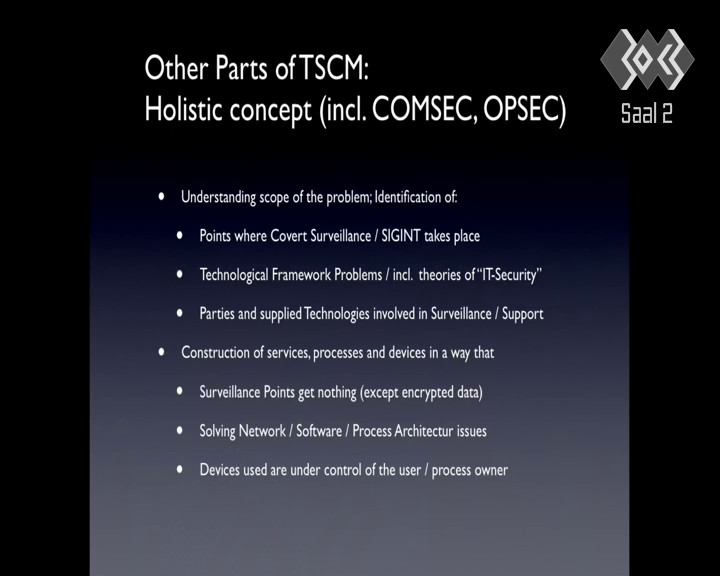 Other Parts of TSCM:
Holistic concept (incl. COMSEC, OPSEC)
Saal 2
• Understanding scope of the problem; Identification of:
• Points where Covert Surveillance / SIGINT takes place
• Technological Framework Problems / incl. theories of “IT-Security”
• Parties and supplied Technologies involved in Surveillance / Support
• Construction of services, processes and devices in a way that
• Surveillance Points get nothing (except encrypted data)
• Solving Network / Software / Process Architectur issues
• Devices used are under control of the user / process owner